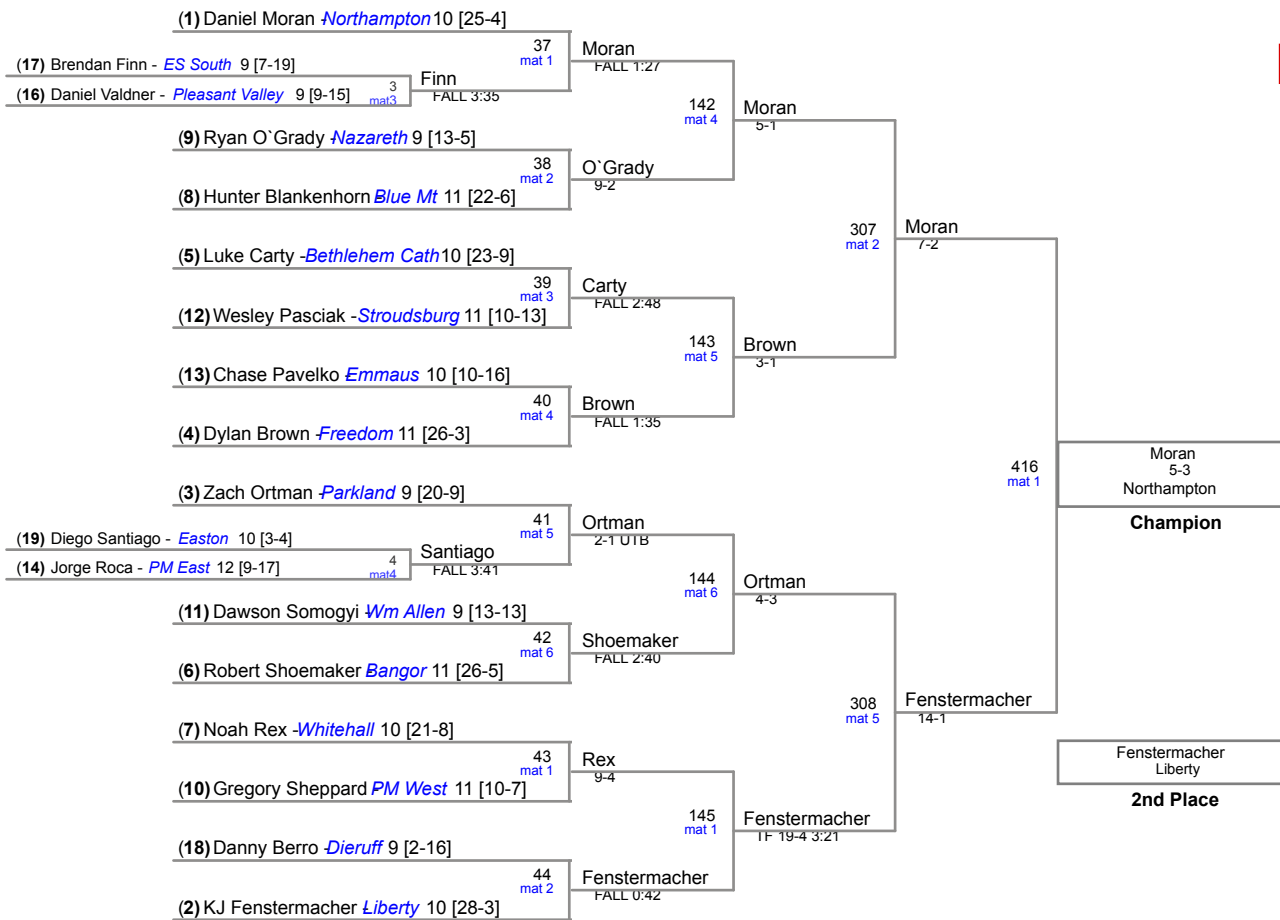 (1) Daniel Moran - Northampton 10 [25-4]
37
mat 1
Moran
FALL 1:27
(17) Brendan Finn - ES South 9 [7-19]
(16) Daniel Valdner - Pleasant Valley 9 [9-15]
3
mat3
Finn
FALL 3:35
142
mat 4
Moran
5-1
(9) Ryan O`Grady - Nazareth 9 [13-5]
38
mat 2
O`Grady
9-2
(8) Hunter Blankenhorn - Blue Mt 11 [22-6]
307
mat 2
Moran
7-2
(5) Luke Carty - Bethlehem Cath 10 [23-9]
39
mat 3
Carty
FALL 2:48
(12) Wesley Pasciak - Stroudsburg 11 [10-13]
143
mat 5
Brown
3-1
(13) Chase Pavelko - Emmaus 10 [10-16]
40
mat 4
Brown
FALL 1:35
(4) Dylan Brown - Freedom 11 [26-3]
416
mat 1
Moran
5-3
Northampton
Champion
(3) Zach Ortman - Parkland 9 [20-9]
41
mat 5
Ortman
2-1 UTB
(19) Diego Santiago - Easton 10 [3-4]
(14) Jorge Roca - PM East 12 [9-17]
4
mat4
Santiago
FALL 3:41
144
mat 6
Ortman
4-3
(11) Dawson Somogyi - Wm Allen 9 [13-13]
42
mat 6
Shoemaker
FALL 2:40
(6) Robert Shoemaker - Bangor 11 [26-5]
308
mat 5
Fenstermacher
14-1
(7) Noah Rex - Whitehall 10 [21-8]
43
mat 1
Rex
9-4
(10) Gregory Sheppard - PM West 11 [10-7]
145
mat 1
Fenstermacher
TF 19-4 3:21
(18) Danny Berro - Dieruff 9 [2-16]
44
mat 2
Fenstermacher
FALL 0:42
(2) KJ Fenstermacher - Liberty 10 [28-3]
Fenstermacher
Liberty
2nd Place